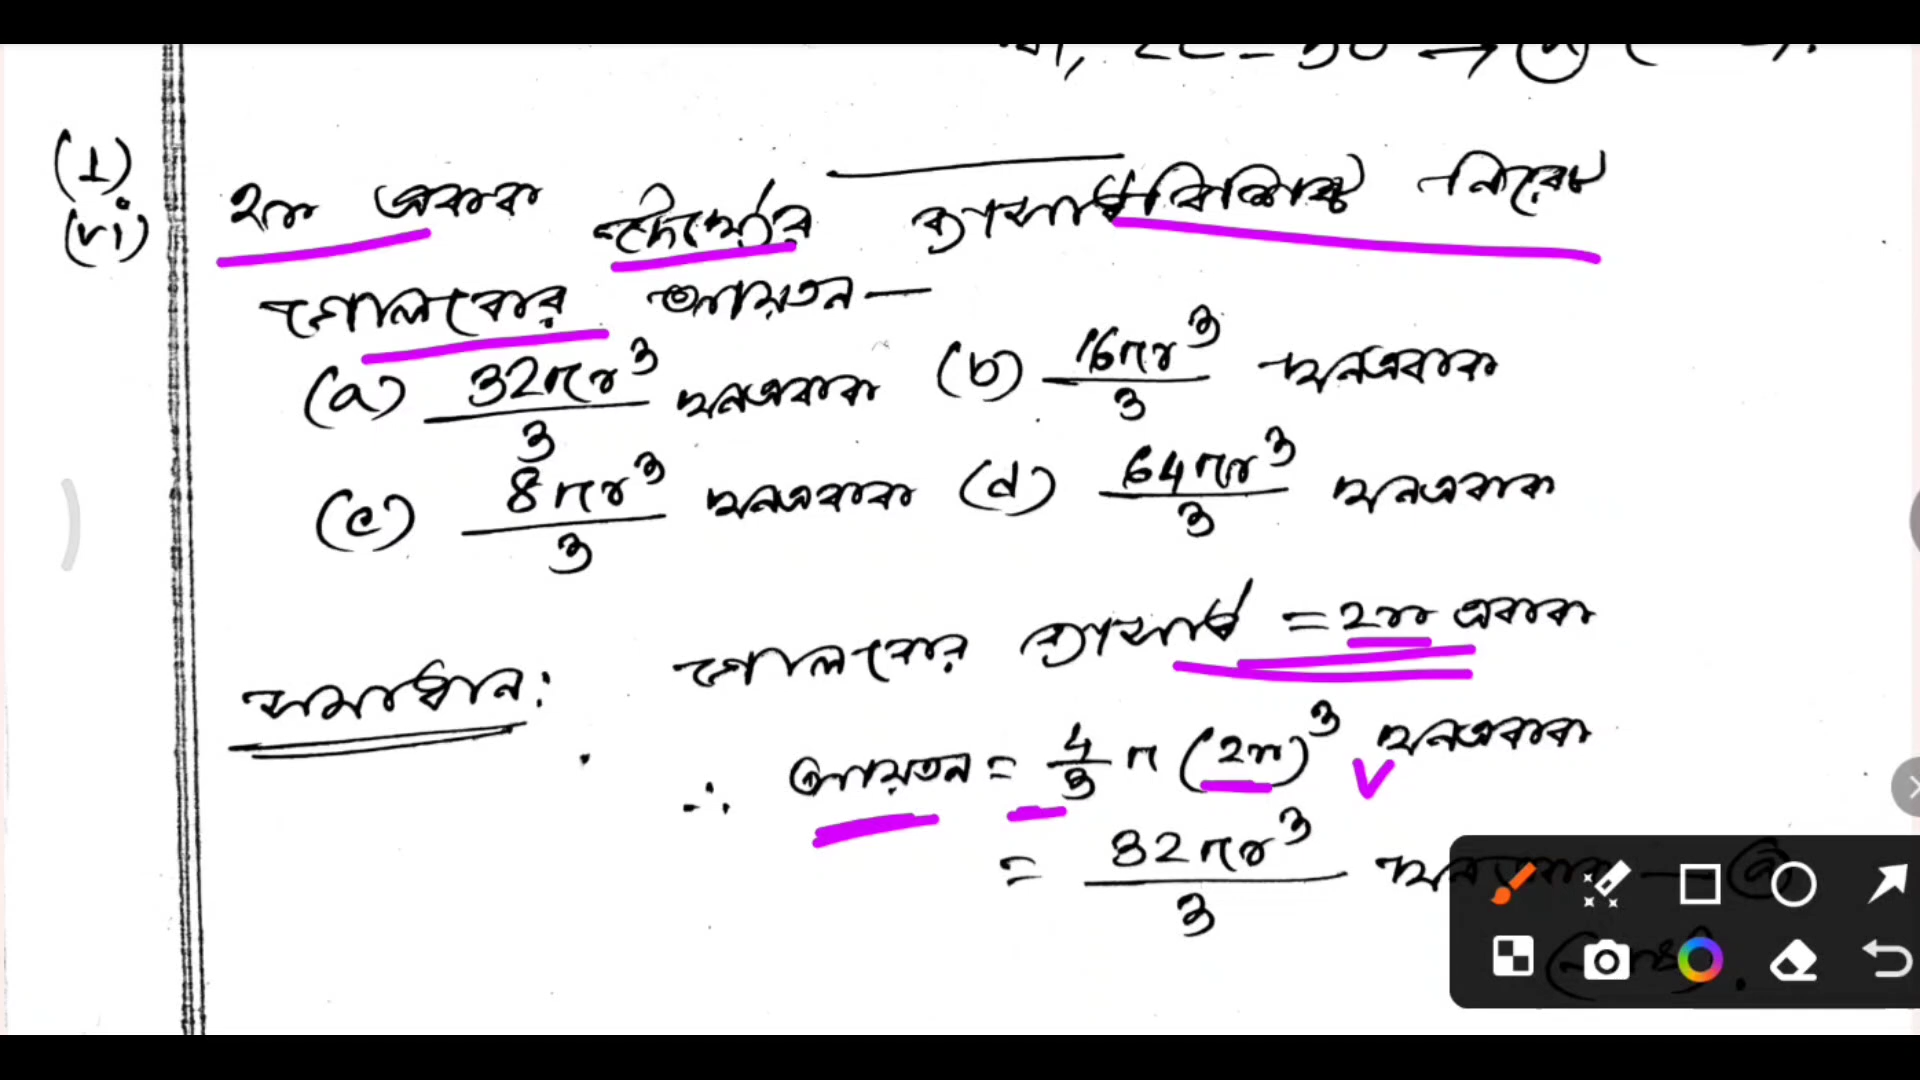 (1)
(vi) 2r একক দৈর্ঘ্যের ব্যাসার্ধবিশিষ্ট নিরেট
গোলকের আয়তন —
(a) 32πr³/3 ঘনএকক (b) 16πr³/3 ঘনএকক
(c) 8πr³/3 ঘনএকক (d) 64πr³/3 ঘনএকক
সমাধান: গোলকের ব্যাসার্ধ = 2r একক
∴ আয়তন = 4/3 π (2r)³ ঘনএকক
= 32πr³/3